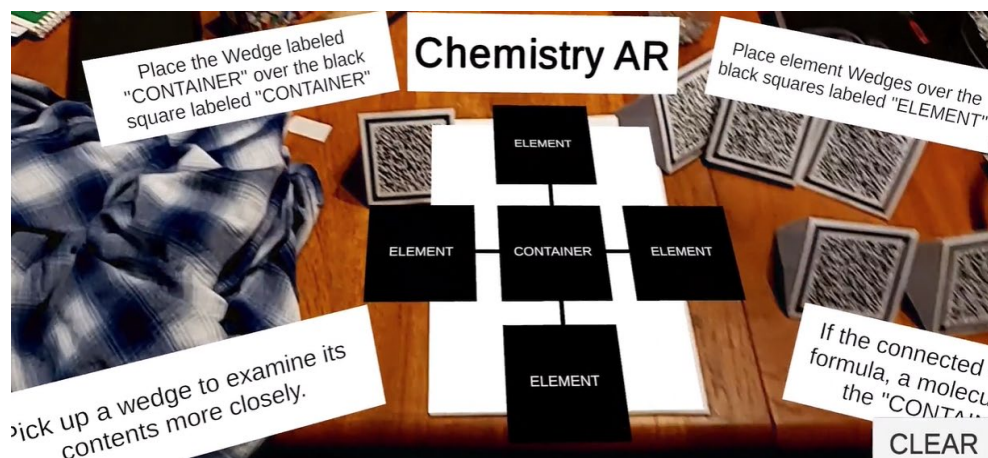 Place the Wedge labeled
"CONTAINER" over the black
square labeled "CONTAINER"
Chemistry AR
Place element Wedges over the
black squares labeled "ELEMENT"
ELEMENT
ELEMENT
CONTAINER
ELEMENT
ELEMENT
Pick up a wedge to examine its
contents more closely.
If the connected
formula, a molecu
the "CONTAIN
CLEAR